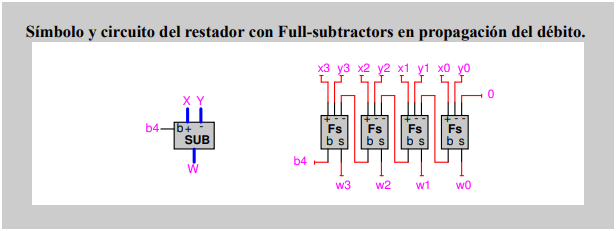 Símbolo y circuito del restador con Full-subtractors en propagación del débito.
x3 y3 x2 y2 x1 y1 x0 y0
X Y
0
b4 b + -
SUB
W
+ - - + - - + - - + - -
Fs Fs Fs Fs
b s b s b s b s
b4
w3 w2 w1 w0